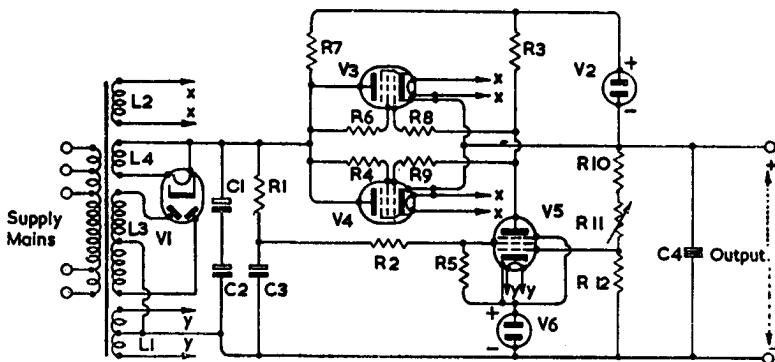 R7
R3
V3
V2
+
-
L2
x
x
x
x
R6
R8
L4
R4
R9
R10
C1
R1
V5
R11
+
L3
V4
x
x
Supply
Mains
V1
R2
R5
C4
Output
R12
C2
C3
y
y
+
V6
-
y
L1
y
-